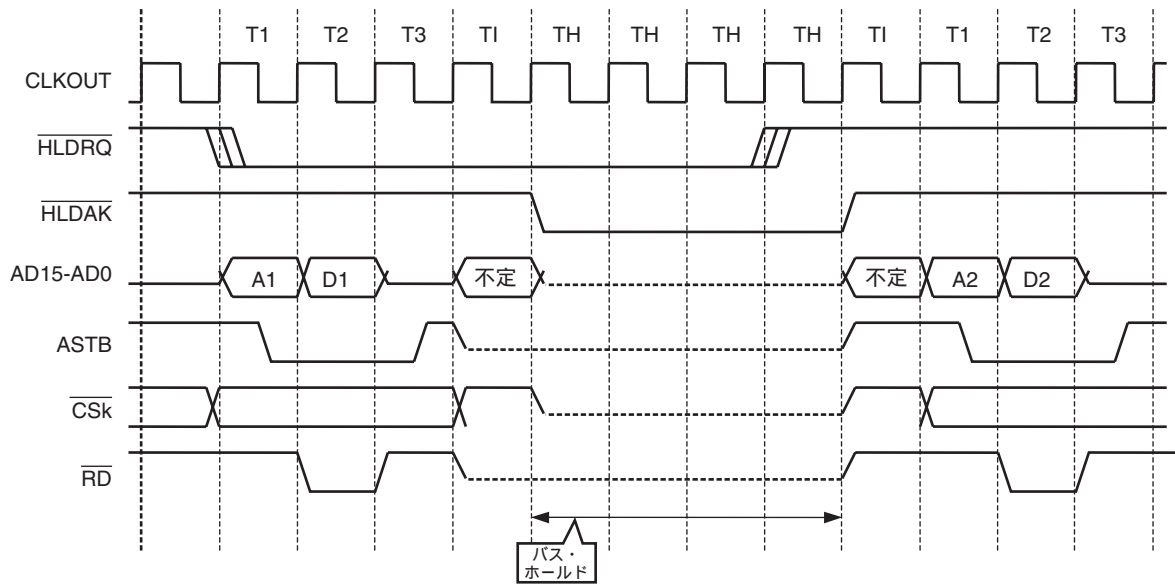 T1 T2 T3 TI TH TH TH TH TI T1 T2 T3
CLKOUT
HLDRQ
HLDAK
AD15-AD0 A1 D1 不定 不定 A2 D2
ASTB
CSk
RD
バス・
ホールド